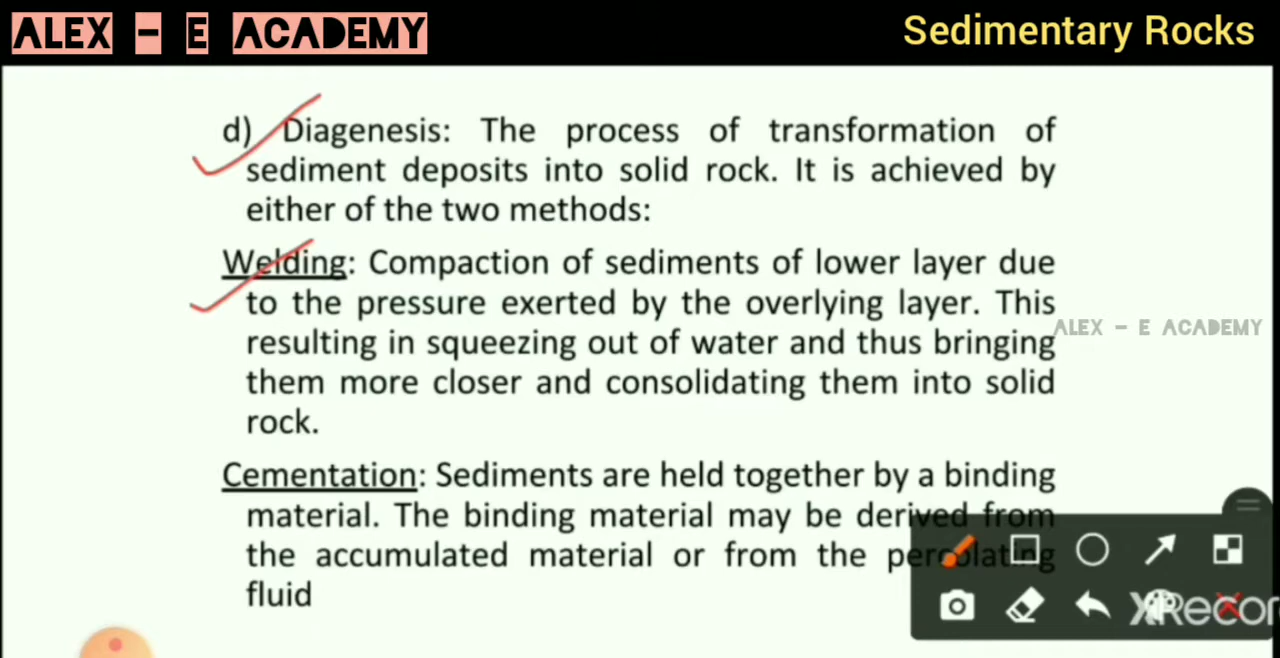 ALEX - E ACADEMY
Sedimentary Rocks
d) Diagenesis: The process of transformation of
sediment deposits into solid rock. It is achieved by
either of the two methods:
Welding: Compaction of sediments of lower layer due
to the pressure exerted by the overlying layer. This
resulting in squeezing out of water and thus bringing
them more closer and consolidating them into solid
rock.
ALEX - E ACADEMY
Cementation: Sediments are held together by a binding
material. The binding material may be derived from
the accumulated material or from the percolating
fluid
XRecor